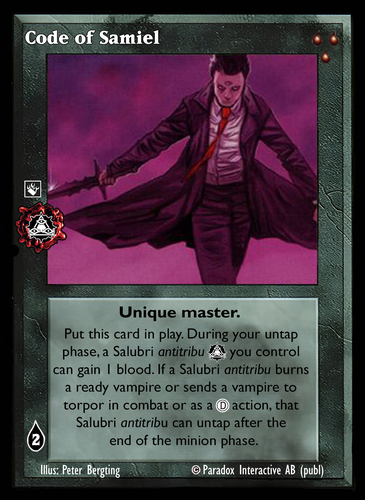 Code of Samiel
Unique master.
Put this card in play. During your untap
phase, a Salubri antitribu you control
can gain 1 blood. If a Salubri antitribu burns
a ready vampire or sends a vampire to
torpor in combat or as a D action, that
Salubri antitribu can untap after the
end of the minion phase.
2
Illus: Peter Bergting © Paradox Interactive AB (publ)